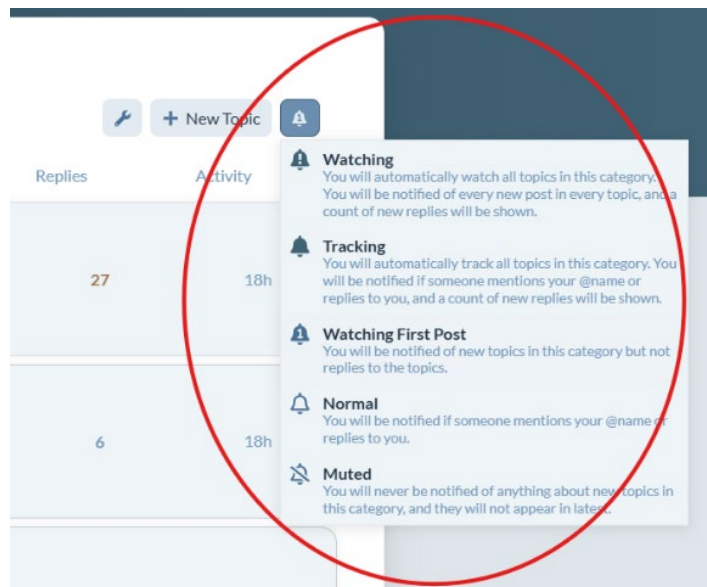 + New Topic
Replies
Activity
Watching
You will automatically watch all topics in this category.
You will be notified of every new post in every topic, and a
count of new replies will be shown.
Tracking
You will automatically track all topics in this category. You
will be notified if someone mentions your @name or
replies to you, and a count of new replies will be shown.
27
18h
Watching First Post
You will be notified of new topics in this category but not
replies to the topics.
Normal
You will be notified if someone mentions your @name or
replies to you.
6
18h
Muted
You will never be notified of anything about new topics in
this category, and they will not appear in latest.